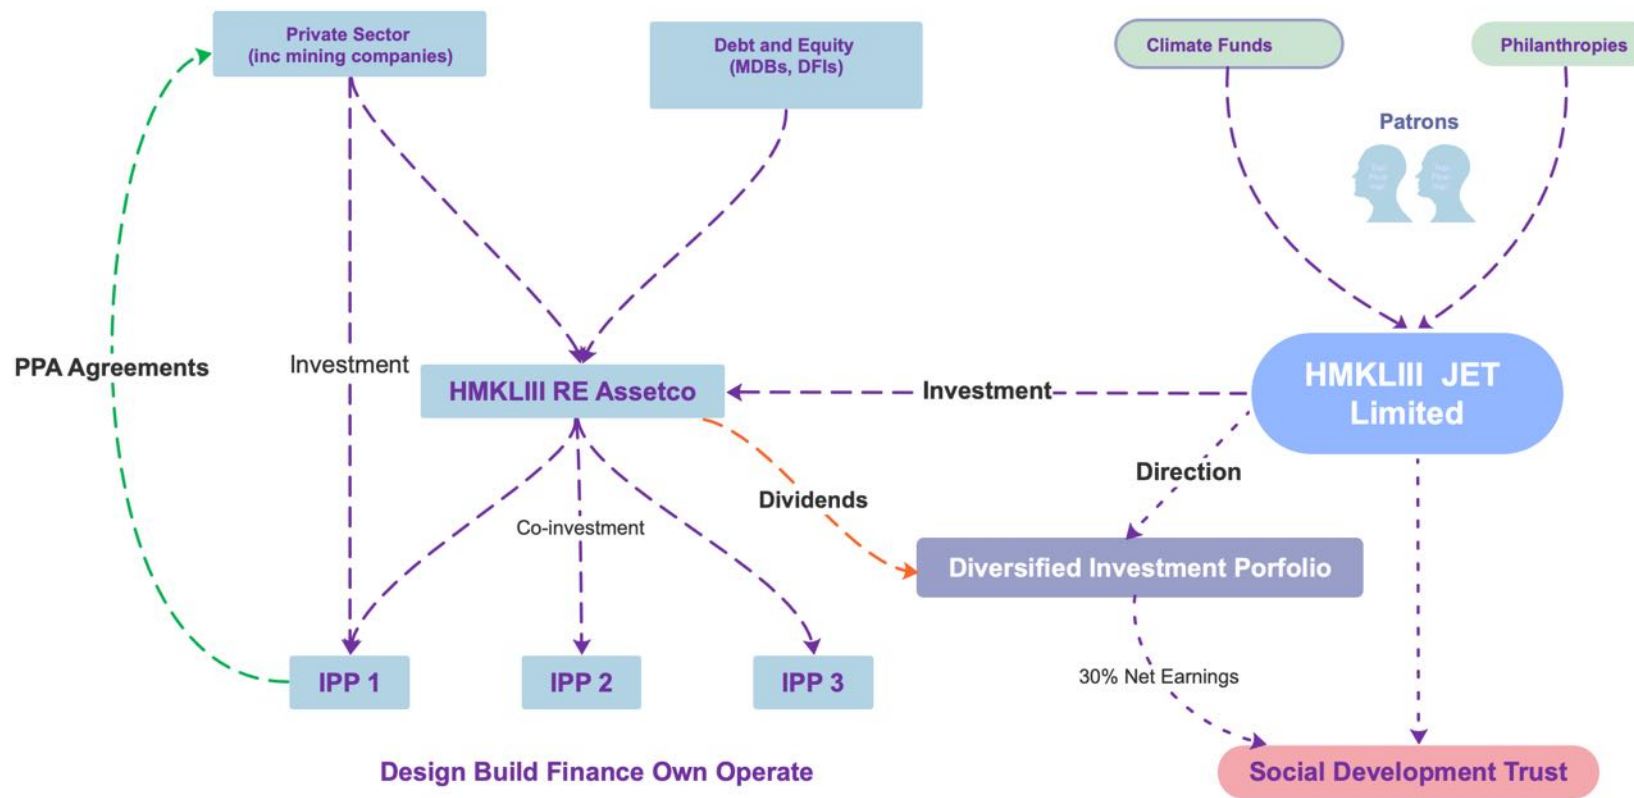 Private Sector
(inc mining companies)
Debt and Equity
(MDBs, DFIs)
Climate Funds
Philanthropies
Patrons
PPA Agreements
Investment
HMKLIII RE Assetco
Investment
HMKLIII JET
Limited
Direction
Dividends
Co-investment
Diversified Investment Porfolio
30% Net Earnings
IPP 1
IPP 2
IPP 3
Design Build Finance Own Operate
Social Development Trust